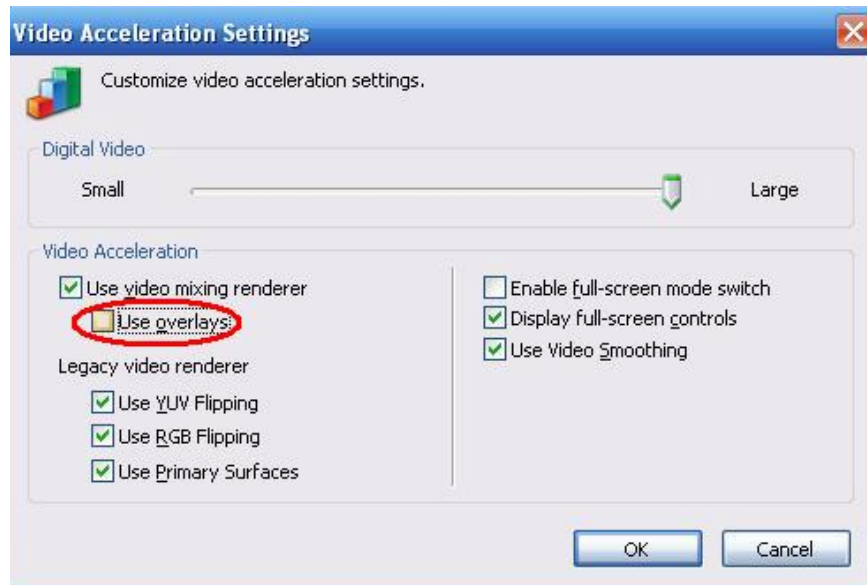 Video Acceleration Settings
Customize video acceleration settings.
Digital Video
Small
Large
Video Acceleration
Use video mixing renderer
Use overlays
Legacy video renderer
Use YUV Flipping
Use RGB Flipping
Use Primary Surfaces
Enable full-screen mode switch
Display full-screen controls
Use Video Smoothing
OK
Cancel